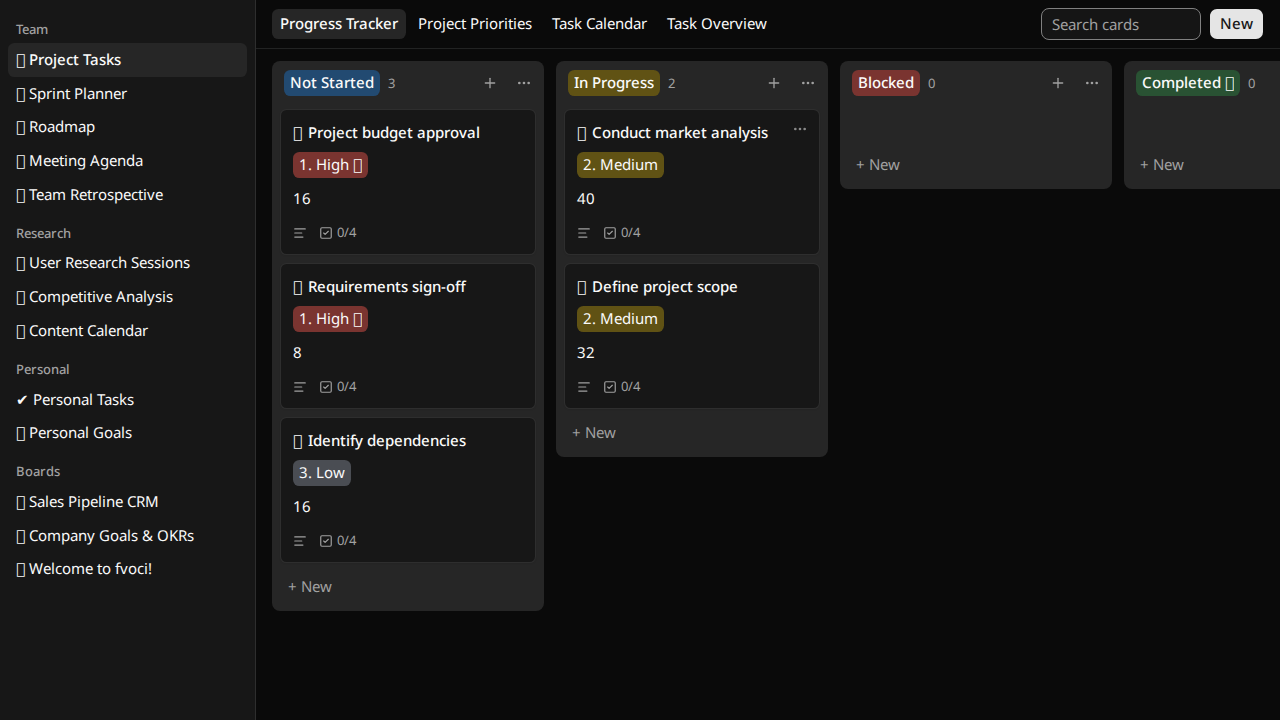 Team
Project Tasks
Sprint Planner
Roadmap
Meeting Agenda
Team Retrospective
Research
User Research Sessions
Competitive Analysis
Content Calendar
Personal
✔ Personal Tasks
Personal Goals
Boards
Sales Pipeline CRM
Company Goals & OKRs
Welcome to fvoci!
Progress Tracker Project Priorities Task Calendar Task Overview Search cards New
Not Started 3
Project budget approval
1. High
16
0/4
Requirements sign-off
1. High
8
0/4
Identify dependencies
3. Low
16
0/4
+ New
In Progress 2
Conduct market analysis
2. Medium
40
0/4
Define project scope
2. Medium
32
0/4
+ New
Blocked 0
+ New
Completed 0
+ New